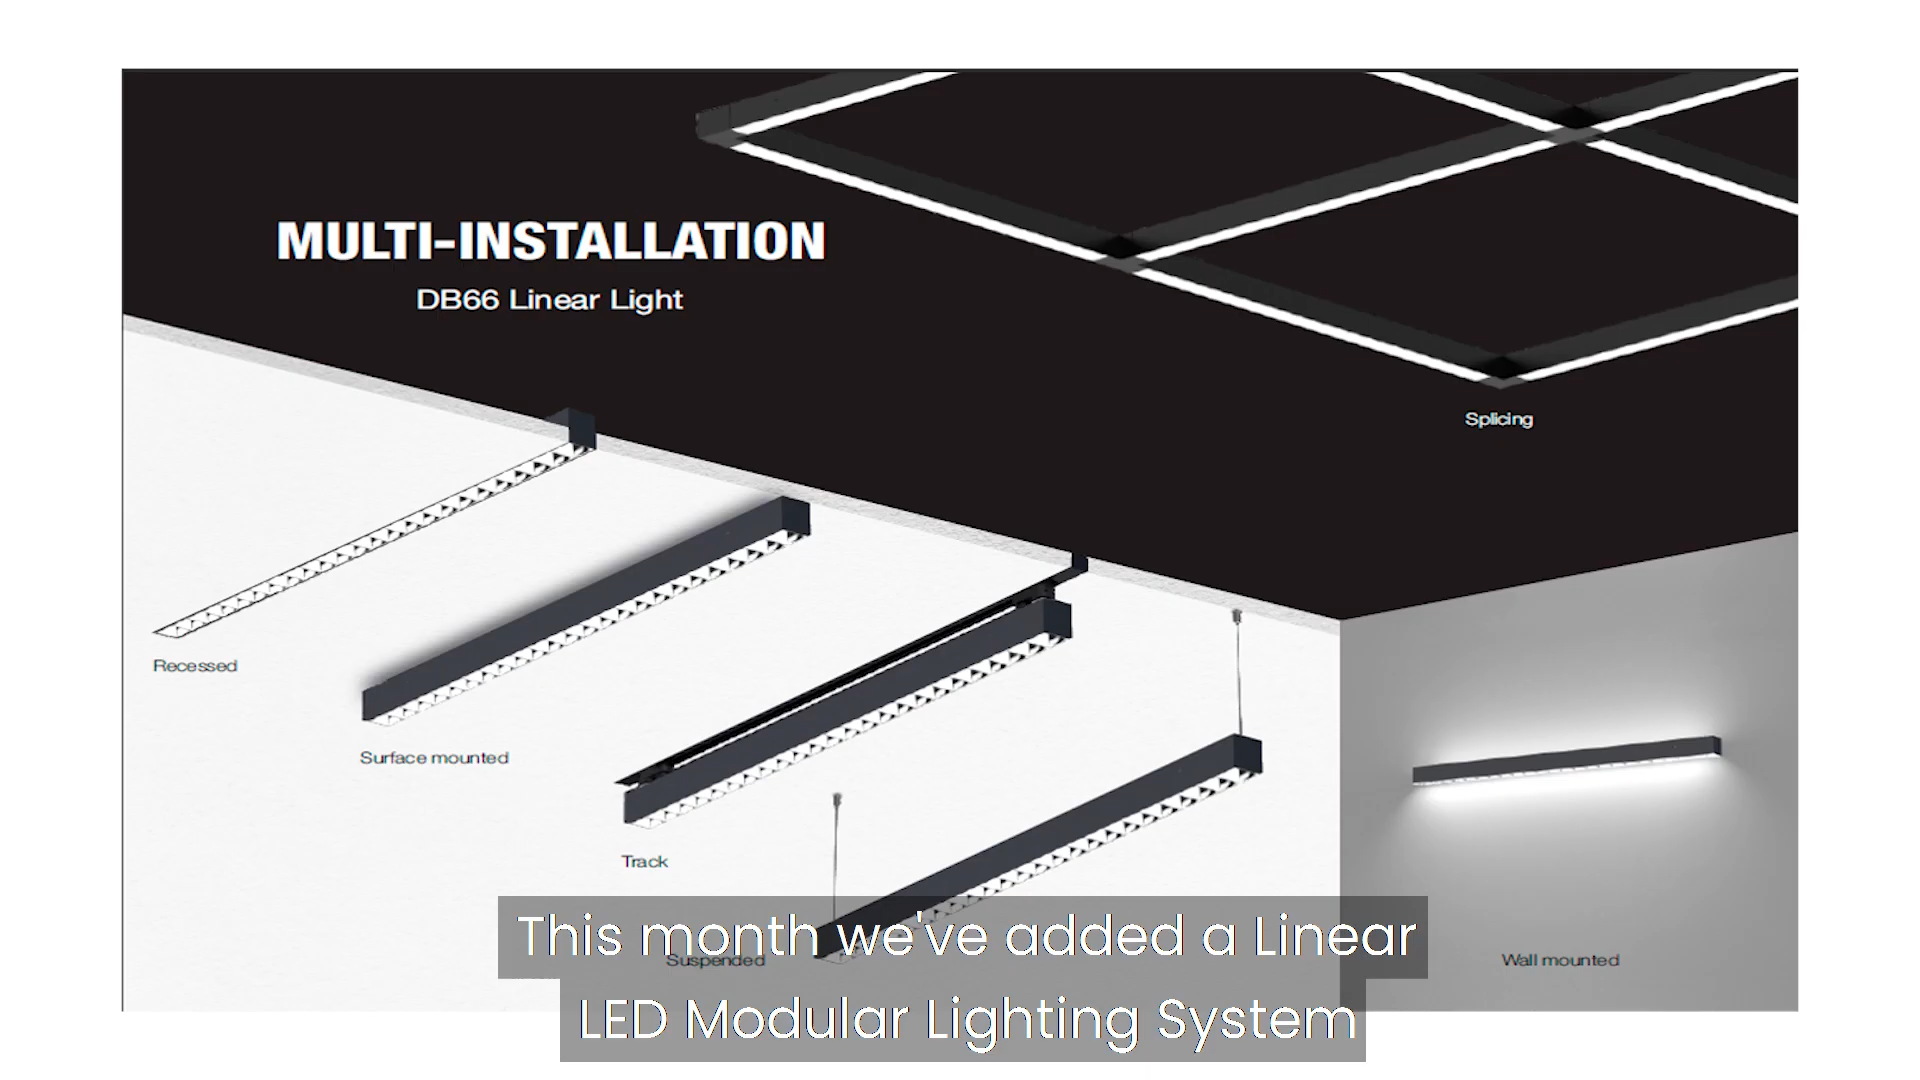 MULTI-INSTALLATION
DB66 Linear Light
Splicing
Recessed
Surface mounted
Track
Suspended
Wall mounted
This month we've added a Linear
LED Modular Lighting System